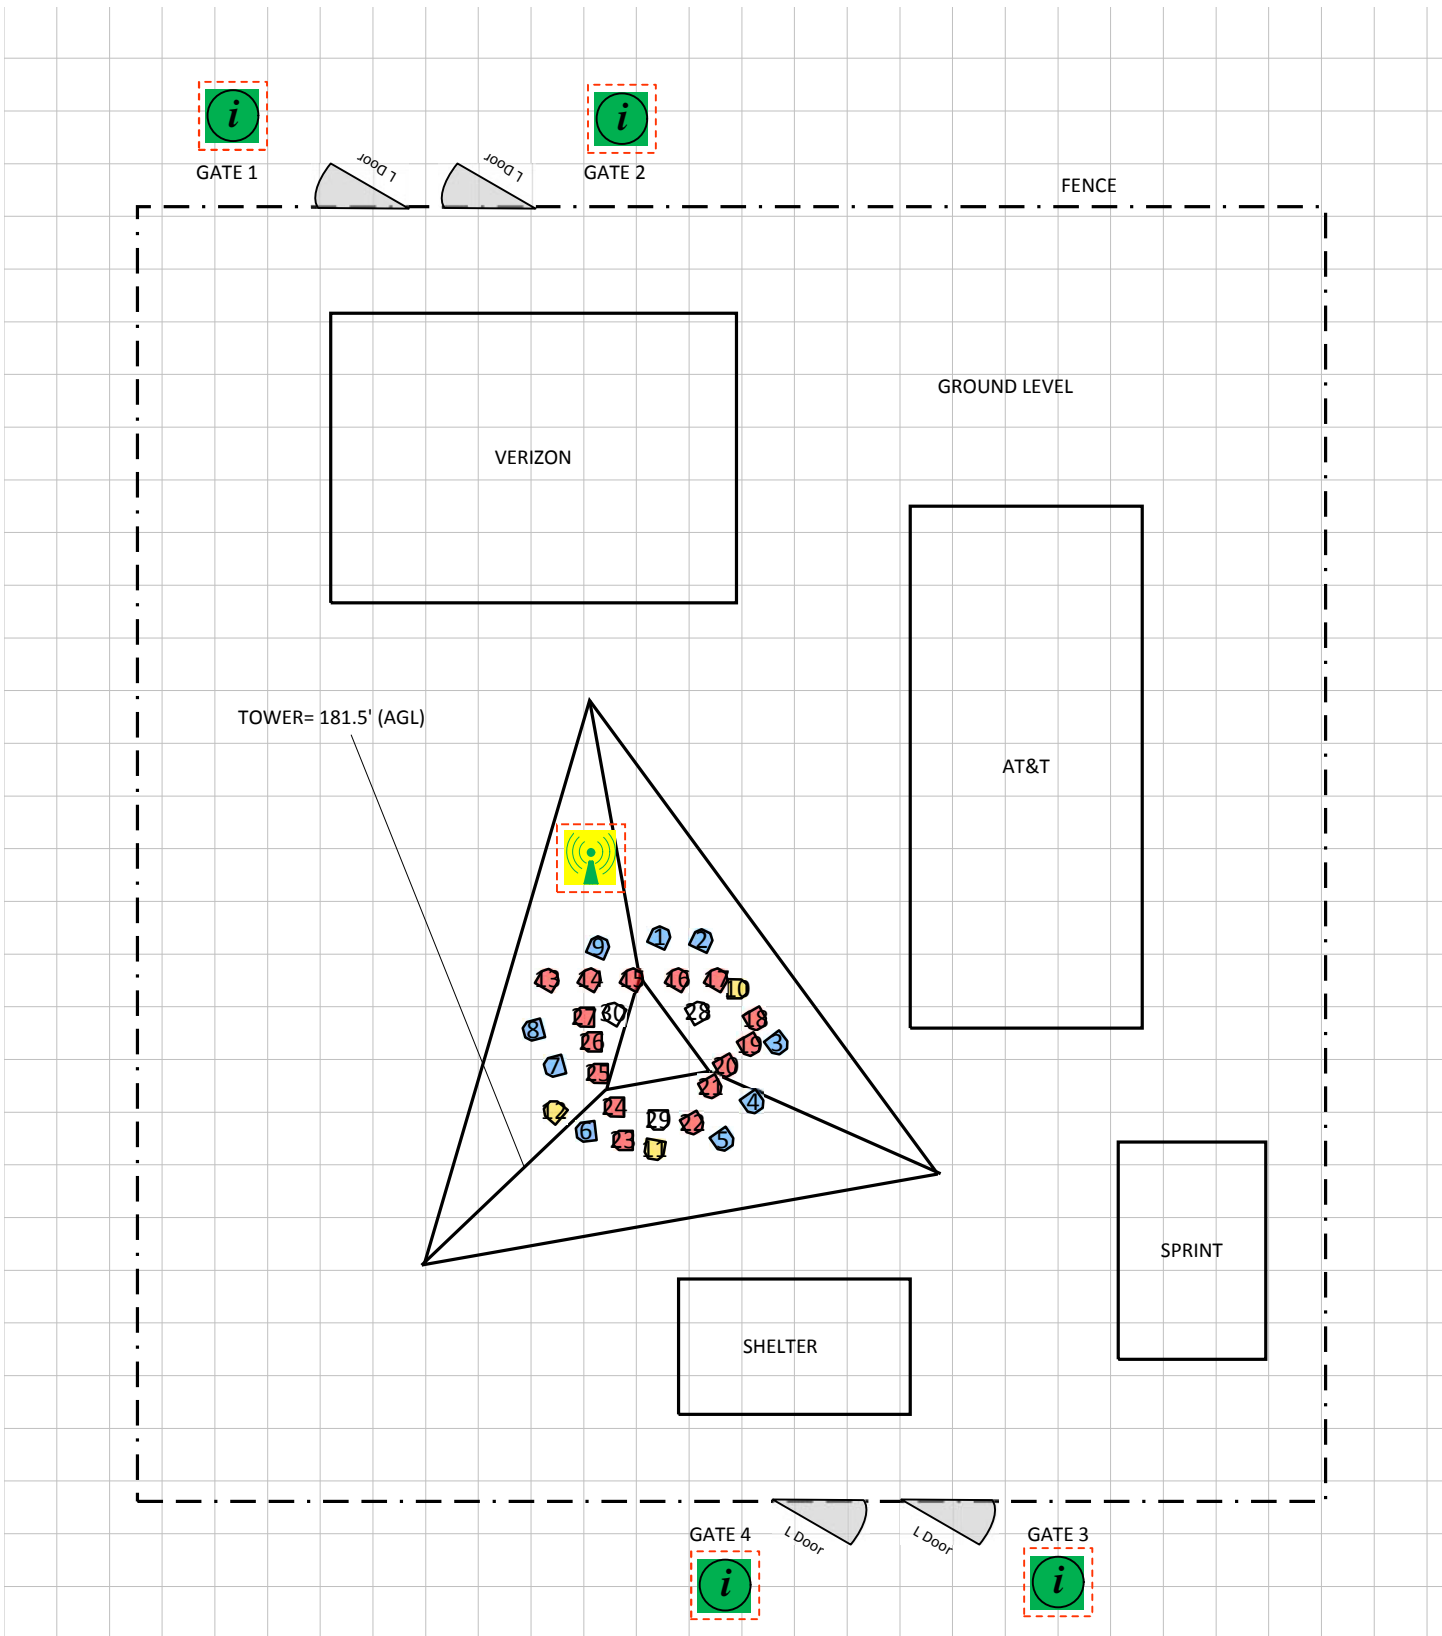 i
i
L Door
L Door
GATE 1
GATE 2
FENCE
GROUND LEVEL
VERIZON
TOWER= 181.5' (AGL)
AT&T
1
2
9
13
14
15
16
17
10
30
28
27
18
8
26
19
3
7
25
20
21
24
4
12
29
22
6
23
11
5
SPRINT
SHELTER
L Door
L Door
GATE 4
GATE 3
i
i